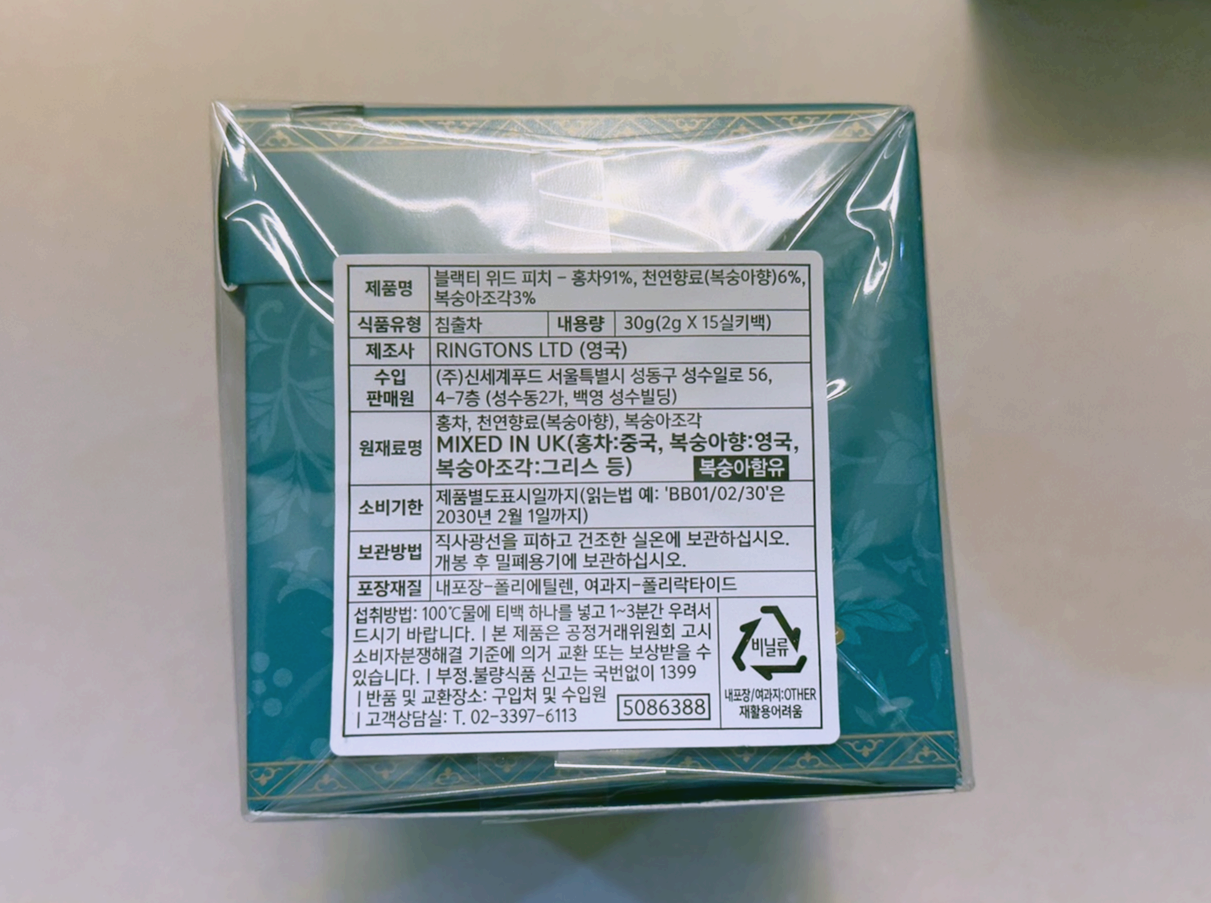 제품명 블랙티 위드 피치 - 홍차91%, 천연향료(복숭아향)6%,
복숭아조각3%
식품유형 침출차 내용량 30g(2g X 15실키백)
제조사 RINGTONS LTD (영국)
수입 판매원 (주)신세계푸드 서울특별시 성동구 성수일로 56,
4-7층 (성수동2가, 백영 성수빌딩)
원재료명 홍차, 천연향료(복숭아향), 복숭아조각
MIXED IN UK(홍차:중국, 복숭아향:영국,
복숭아조각:그리스 등) 복숭아함유
소비기한 제품별도표시일까지(읽는법 예: 'BB01/02/30'은
2030년 2월 1일까지)
보관방법 직사광선을 피하고 건조한 실온에 보관하십시오.
개봉 후 밀폐용기에 보관하십시오.
포장재질 내포장-폴리에틸렌, 여과지-폴리락타이드
섭취방법: 100℃물에 티백 하나를 넣고 1~3분간 우려서
드시기 바랍니다. | 본 제품은 공정거래위원회 고시
소비자분쟁해결 기준에 의거 교환 또는 보상받을 수
있습니다. | 부정.불량식품 신고는 국번없이 1399
| 반품 및 교환장소: 구입처 및 수입원
| 고객상담실: T. 02-3397-6113
5086388
비닐류
내포장/여과지:OTHER
재활용어려움